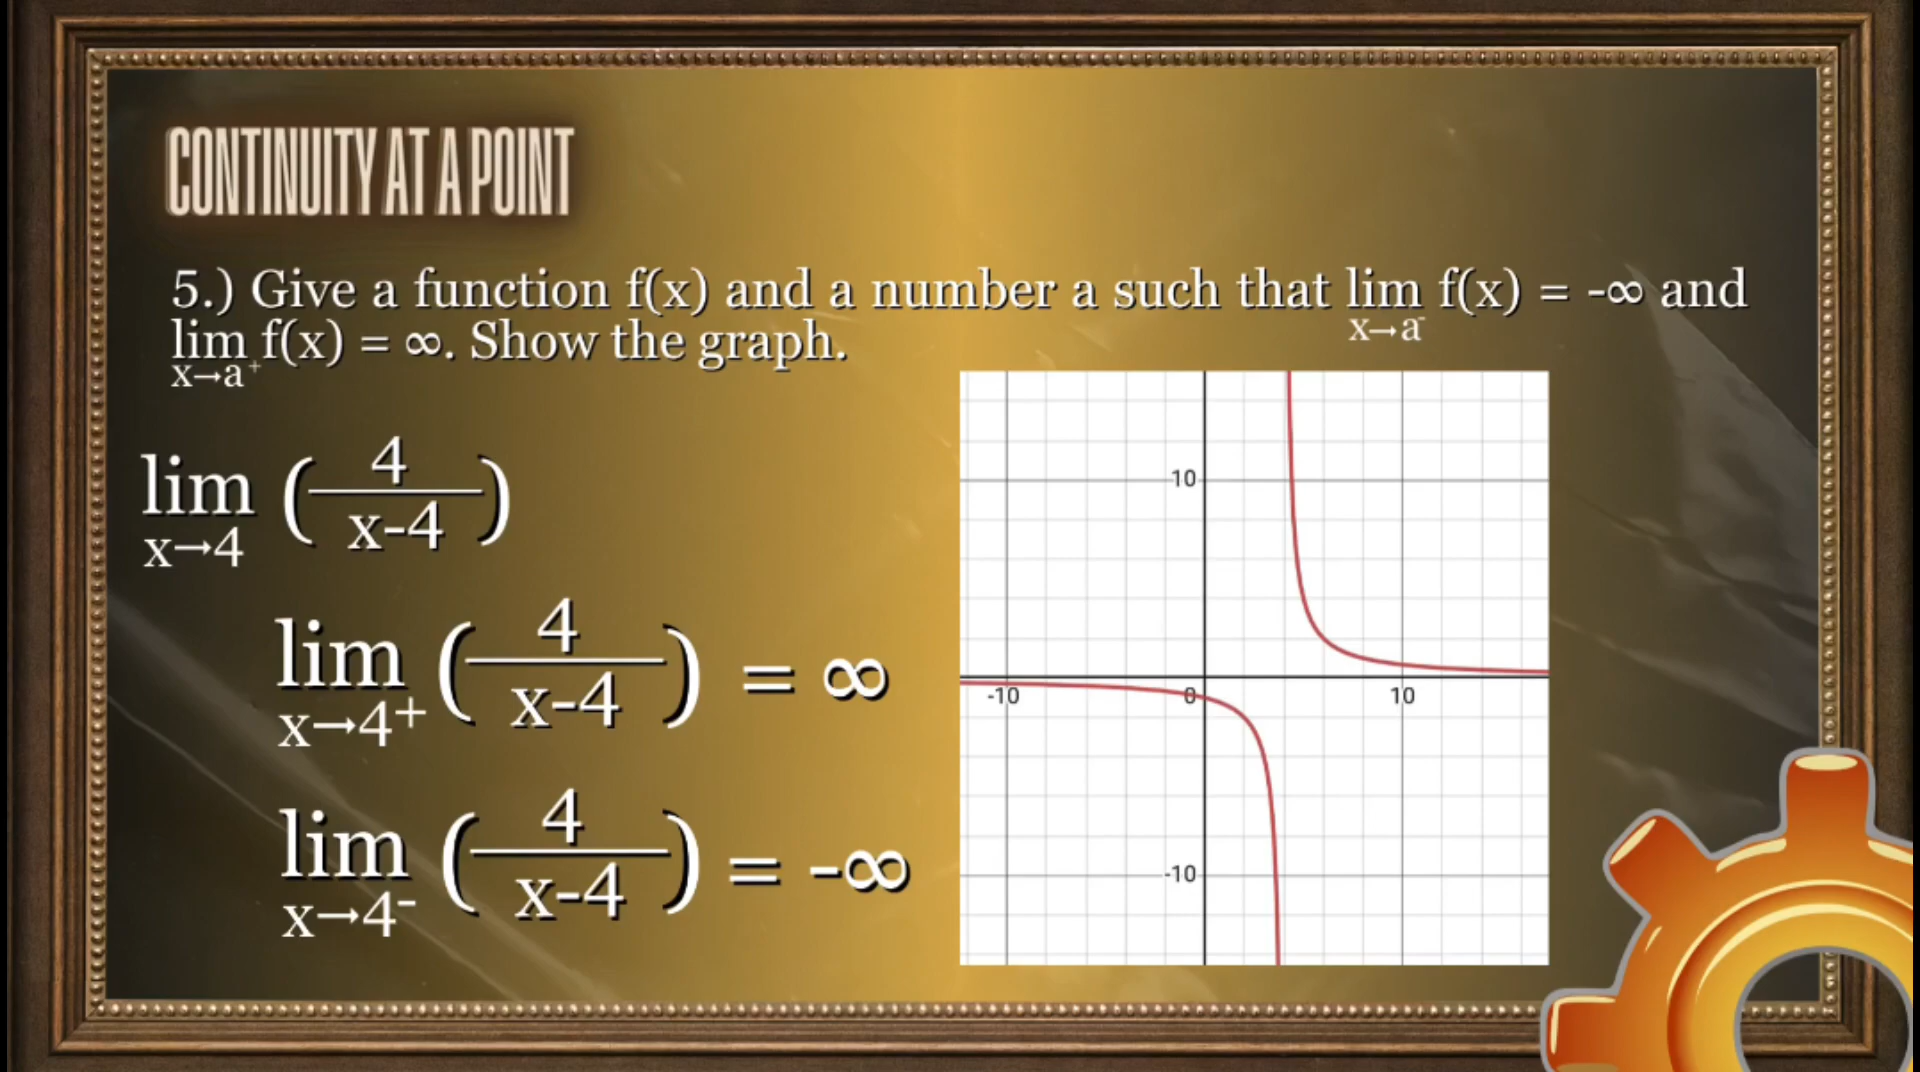 CONTINUITY AT A POINT
5.) Give a function f(x) and a number a such that lim f(x) = -∞ and
x→a⁻
lim f(x) = ∞. Show the graph.
x→a⁺
4
lim (———)
x→4 x-4
4
lim (———) = ∞
x→4+ x-4
4
lim (———) = -∞
x→4- x-4
10
-10 0 10
-10